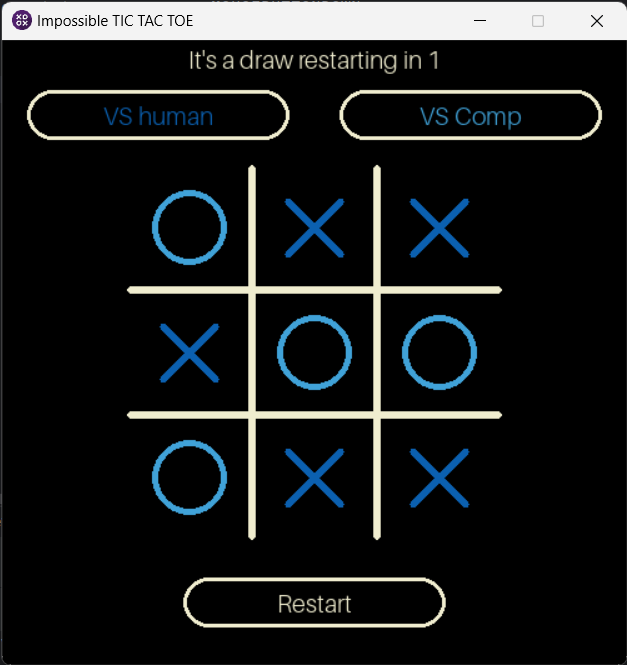 Impossible TIC TAC TOE
It's a draw restarting in 1
VS human
VS Comp
Restart